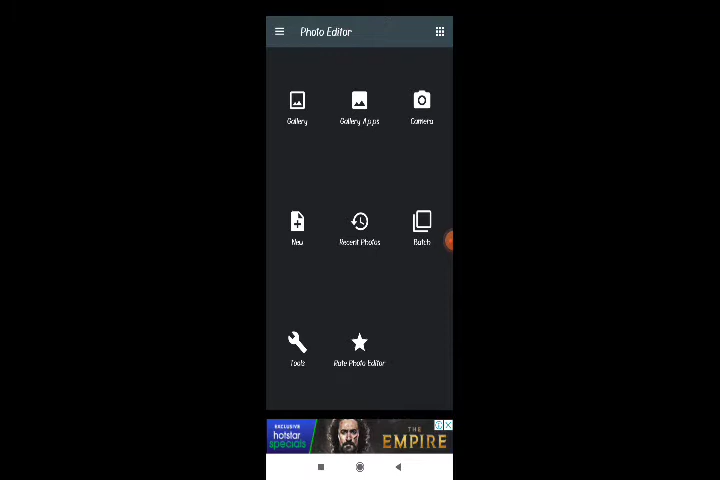 Photo Editor
Gallery
Gallery Apps
Camera
New
Recent Photos
Batch
Tools
Rate Photo Editor
EXCLUSIVE
hotstar
specials
THE
EMPIRE